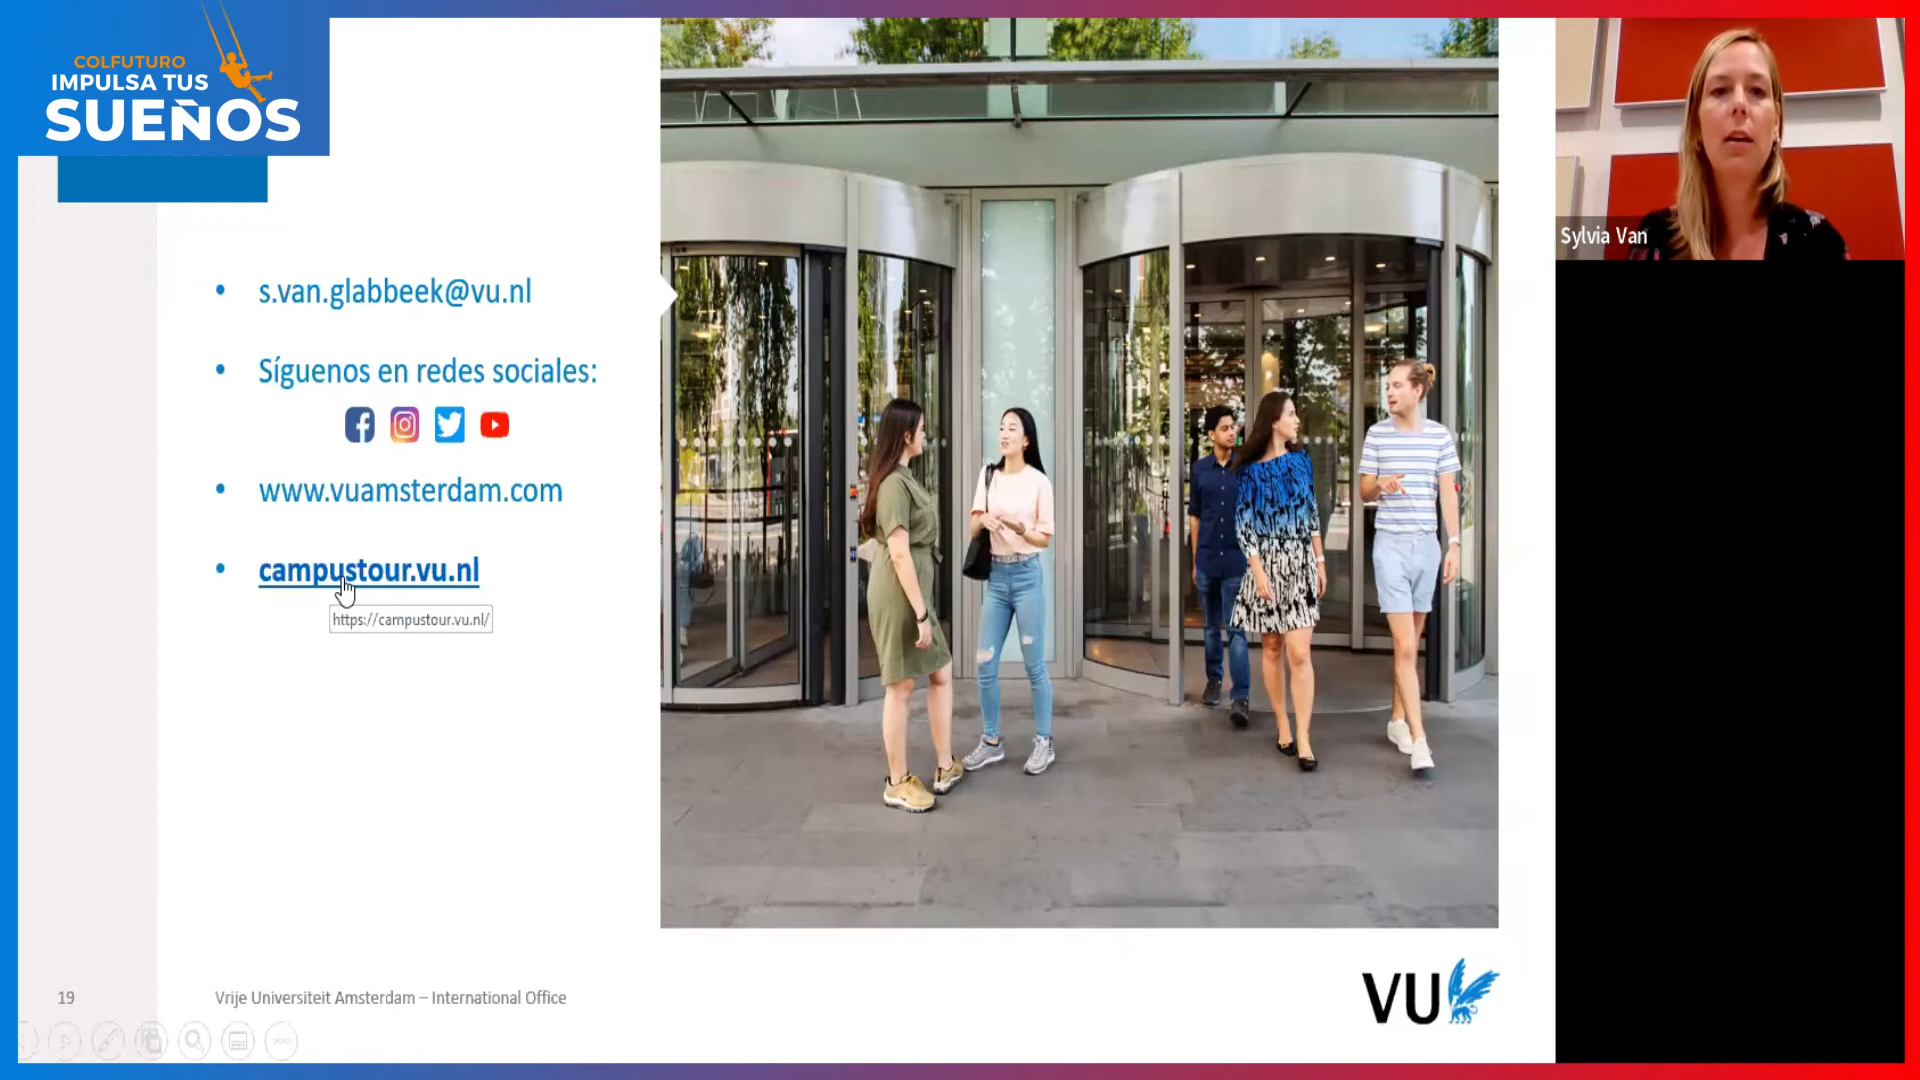 COLFUTURO
IMPULSA TUS
SUEÑOS
Sylvia Van
s.van.glabbeek@vu.nl
Síguenos en redes sociales:
www.vuamsterdam.com
campustour.vu.nl
https://campustour.vu.nl/
19
Vrije Universiteit Amsterdam – International Office
VU